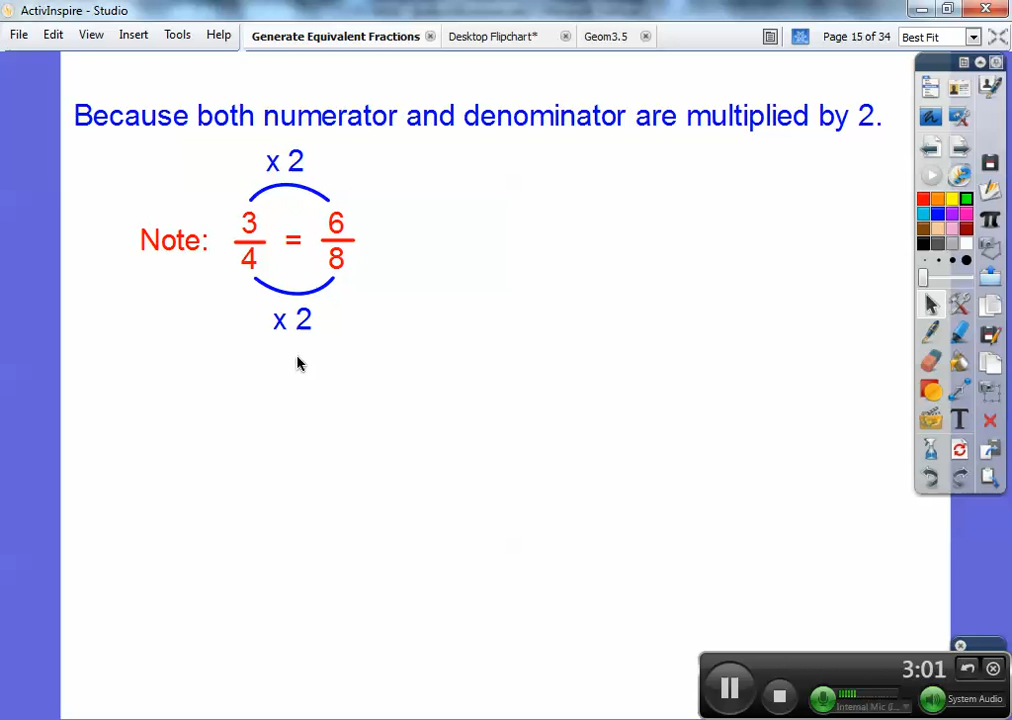 ActivInspire - Studio
File Edit View Insert Tools Help Generate Equivalent Fractions Desktop Flipchart* Geom3.5 Page 15 of 34 Best Fit
Because both numerator and denominator are multiplied by 2.
x 2
Note: 3/4 = 6/8
x 2
3:01
Internal Mic (I... System Audio